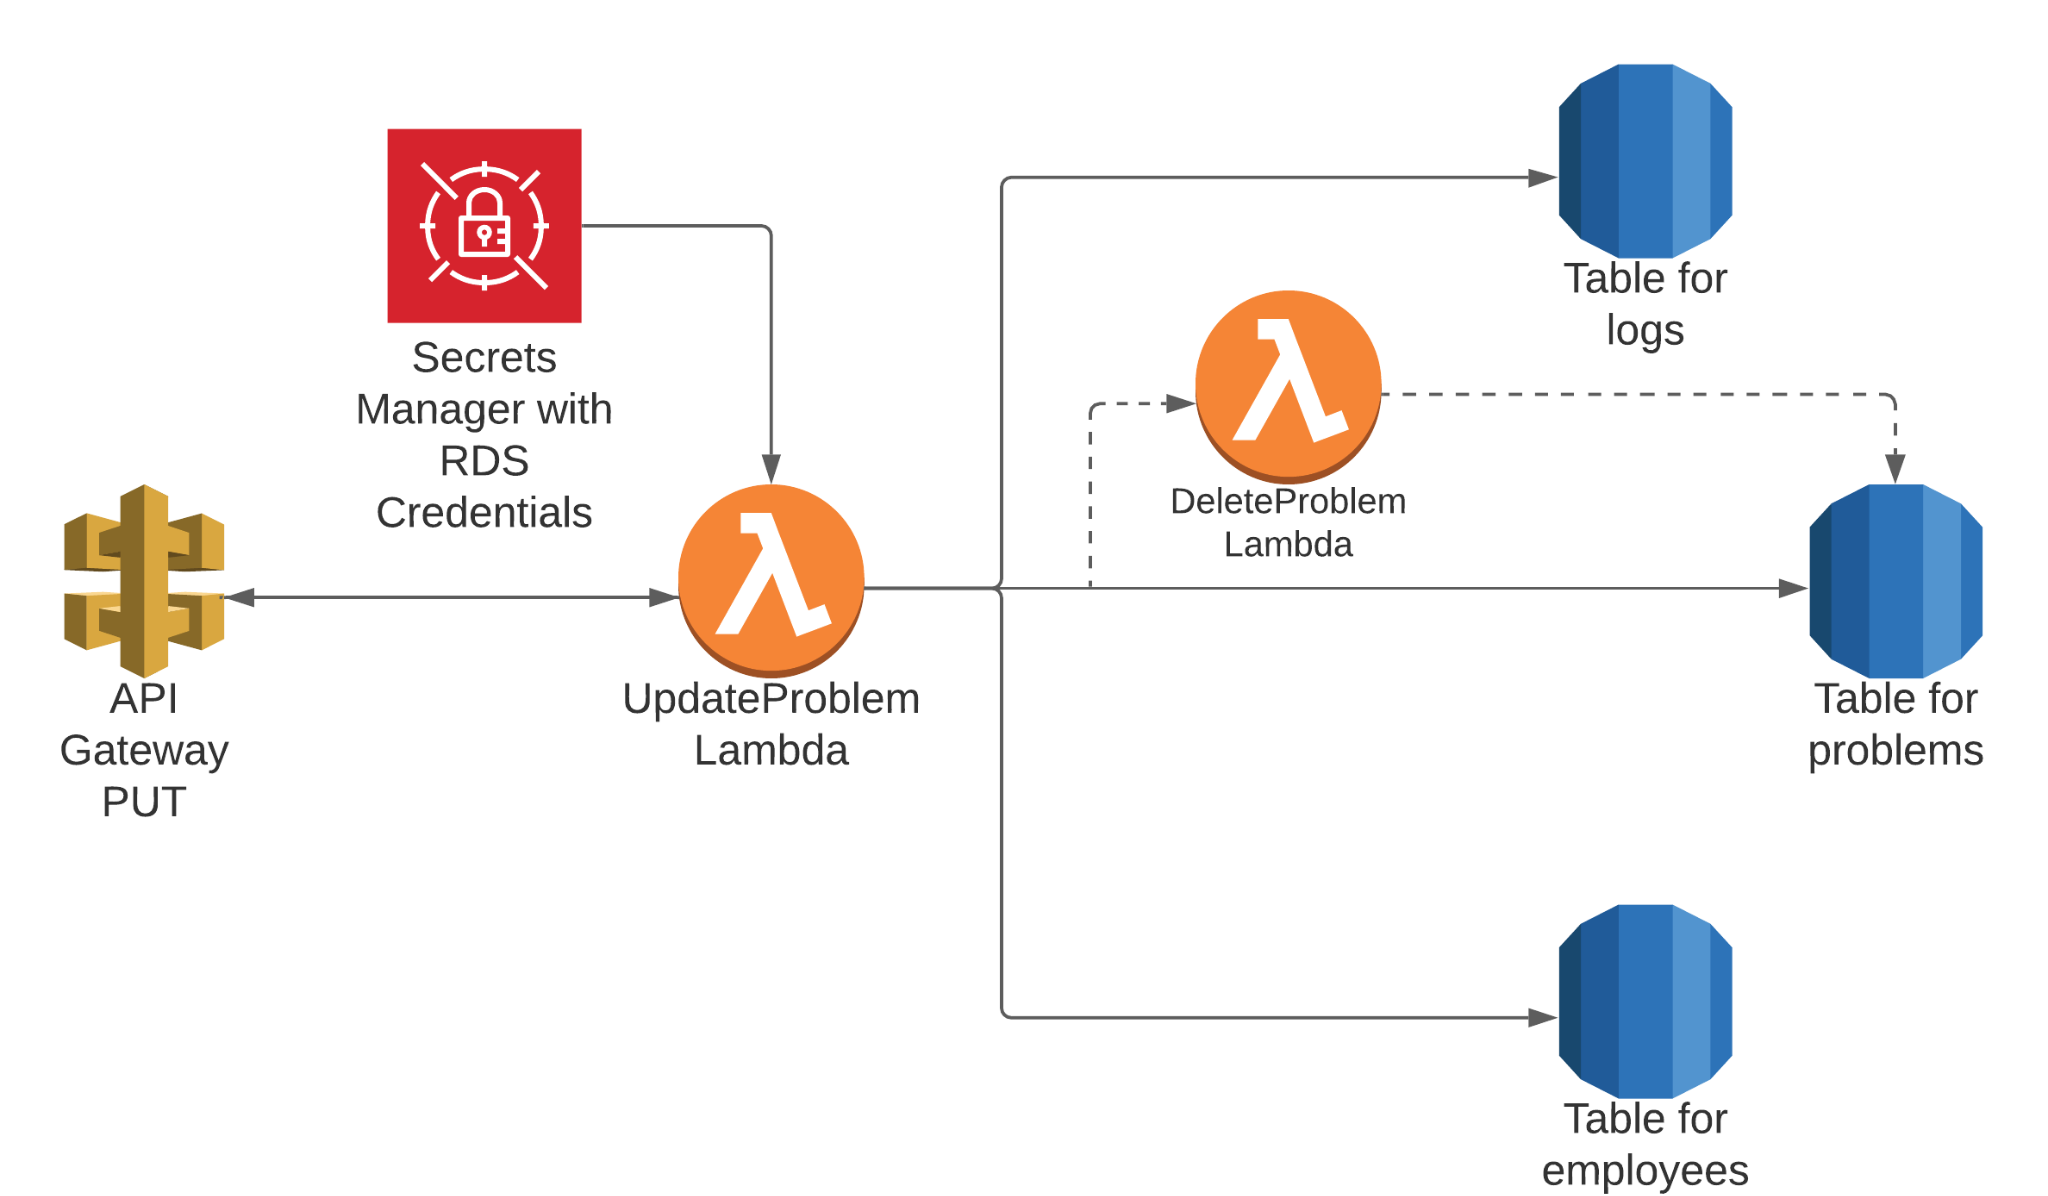 Table for
logs
Secrets
Manager with
RDS
Credentials
DeleteProblem
Lambda
API
Gateway
PUT
UpdateProblem
Lambda
Table for
problems
Table for
employees